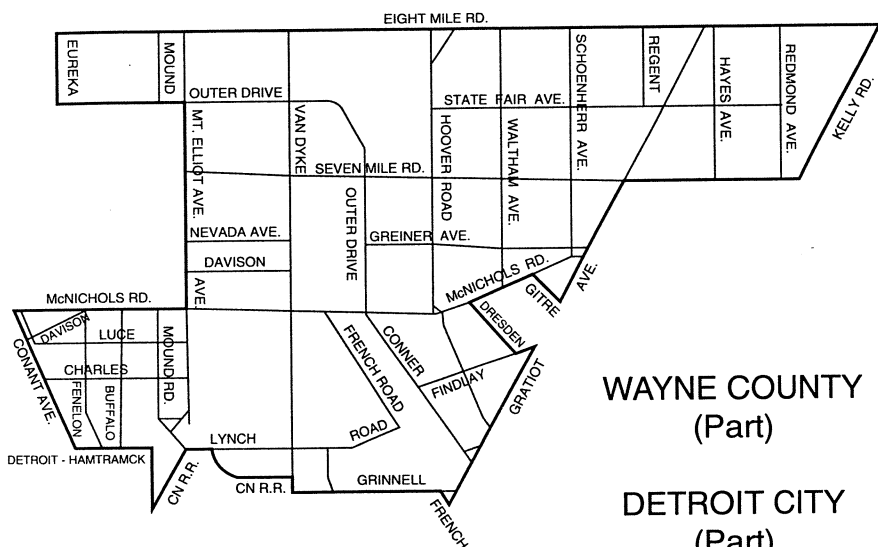 EIGHT MILE RD.
EUREKA
MOUND
SCHOENHERR AVE.
REGENT
HAYES AVE.
REDMOND AVE.
KELLY RD.
OUTER DRIVE
STATE FAIR AVE.
MT. ELLIOT AVE.
VAN DYKE
HOOVER ROAD
WALTHAM AVE.
SEVEN MILE RD.
OUTER DRIVE
NEVADA AVE.
GREINER AVE.
DAVISON
AVE.
McNICHOLS RD.
GITRE
AVE.
McNICHOLS RD.
DRESDEN
DAVISON
LUCE
MOUND RD.
FRENCH ROAD
CONNER
CONANT AVE.
CHARLES
FENELON
BUFFALO
FINDLAY
GRATIOT
WAYNE COUNTY
(Part)
LYNCH
ROAD
DETROIT - HAMTRAMCK
CN R.R.
CN R.R.
GRINNELL
FRENCH
DETROIT CITY
(Part)